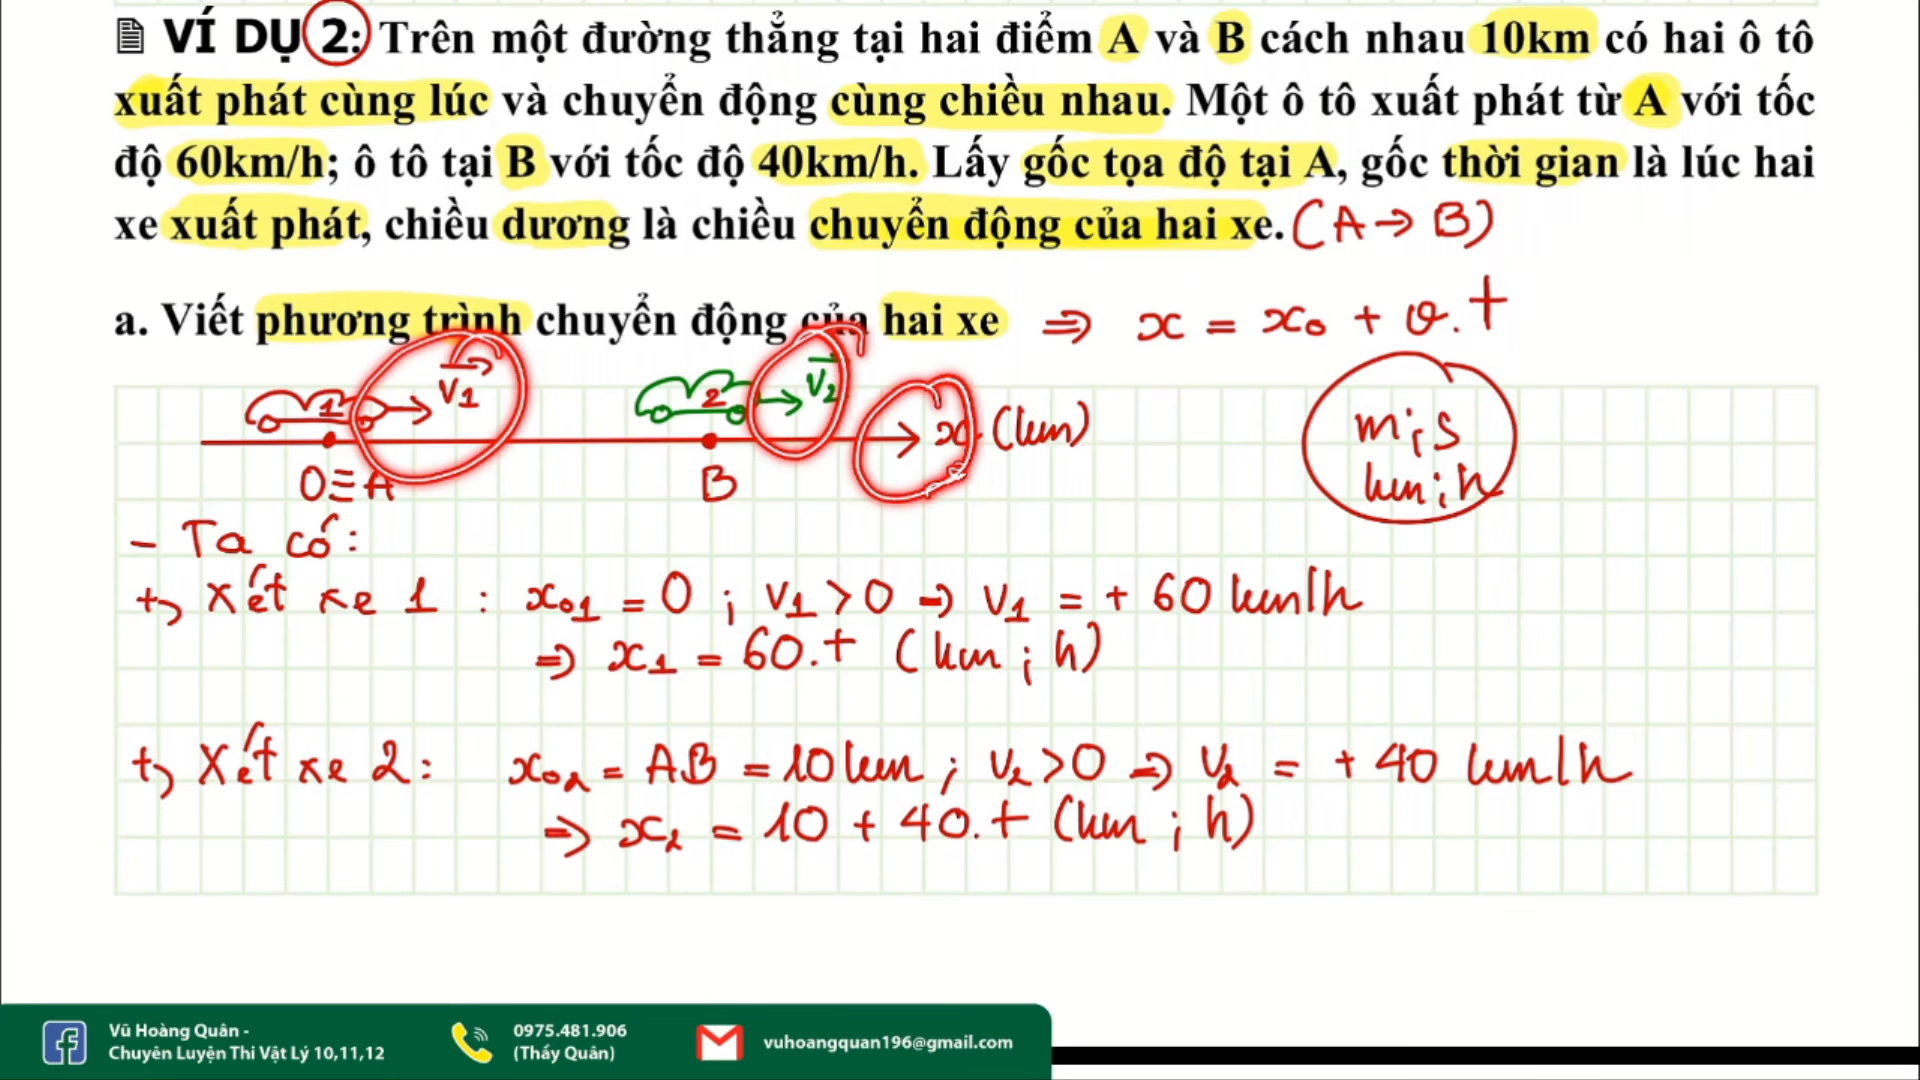 VÍ DỤ 2: Trên một đường thẳng tại hai điểm A và B cách nhau 10km có hai ô tô
xuất phát cùng lúc và chuyển động cùng chiều nhau. Một ô tô xuất phát từ A với tốc
độ 60km/h; ô tô tại B với tốc độ 40km/h. Lấy gốc tọa độ tại A, gốc thời gian là lúc hai
xe xuất phát, chiều dương là chiều chuyển động của hai xe. (A → B)
a. Viết phương trình chuyển động của hai xe ⇒ x = x₀ + v.t
1 v₁ 2 v₂ x (km)
O ≡ A B
m ; s
km ; h
- Ta có:
+, Xét xe 1 : x₀₁ = 0 ; v₁ > 0 → v₁ = + 60 km/h
⇒ x₁ = 60.t (km ; h)
+, Xét xe 2 : x₀₂ = AB = 10 km ; v₂ > 0 ⇒ v₂ = + 40 km/h
⇒ x₂ = 10 + 40.t (km ; h)
Vũ Hoàng Quân -
Chuyên Luyện Thi Vật Lý 10,11,12
0975.481.906
(Thầy Quân)
vuhoangquan196@gmail.com